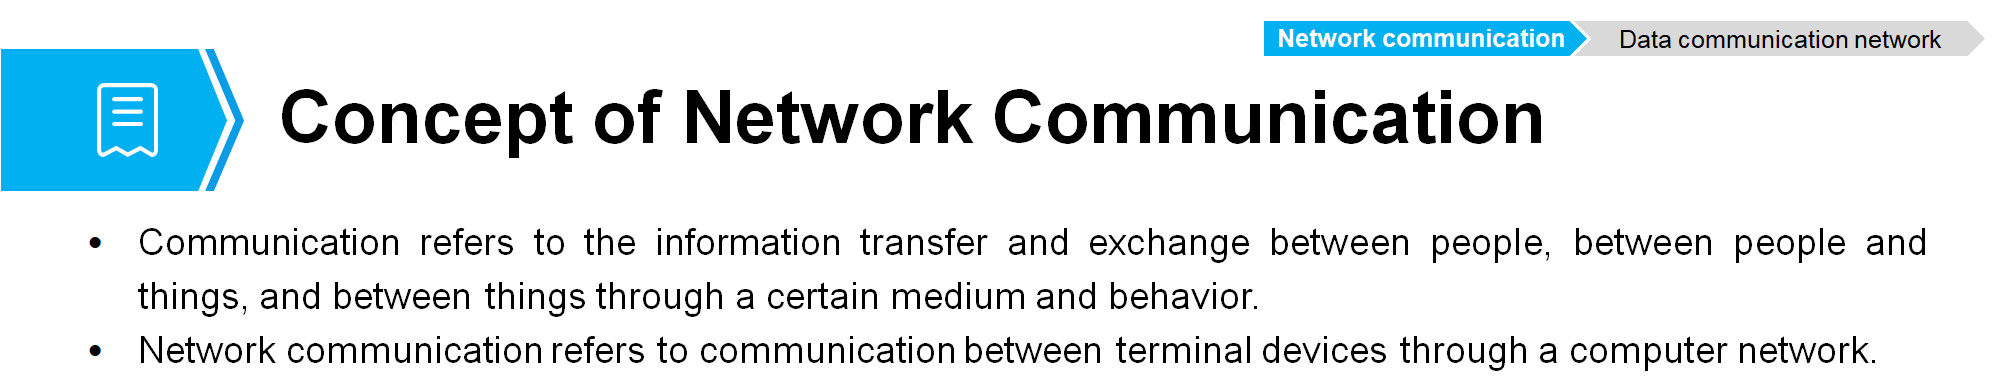 Network communication
Data communication network
Concept of Network Communication
• Communication refers to the information transfer and exchange between people, between people and
things, and between things through a certain medium and behavior.
• Network communication refers to communication between terminal devices through a computer network.